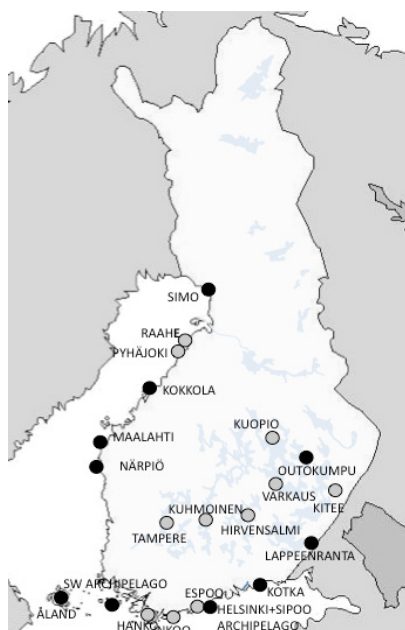 SIMO
RAAHE
PYHÄJOKI
KOKKOLA
KUOPIO
MAALAHTI
NÄRPIÖ
OUTOKUMPU
VARKAUS
KITEE
KUHMOINEN
HIRVENSALMI
TAMPERE
LAPPEENRANTA
SW ARCHIPELAGO
ESPOO
KOTKA
ÅLAND
HELSINKI+SIPOO
ARCHIPELAGO
HANKO